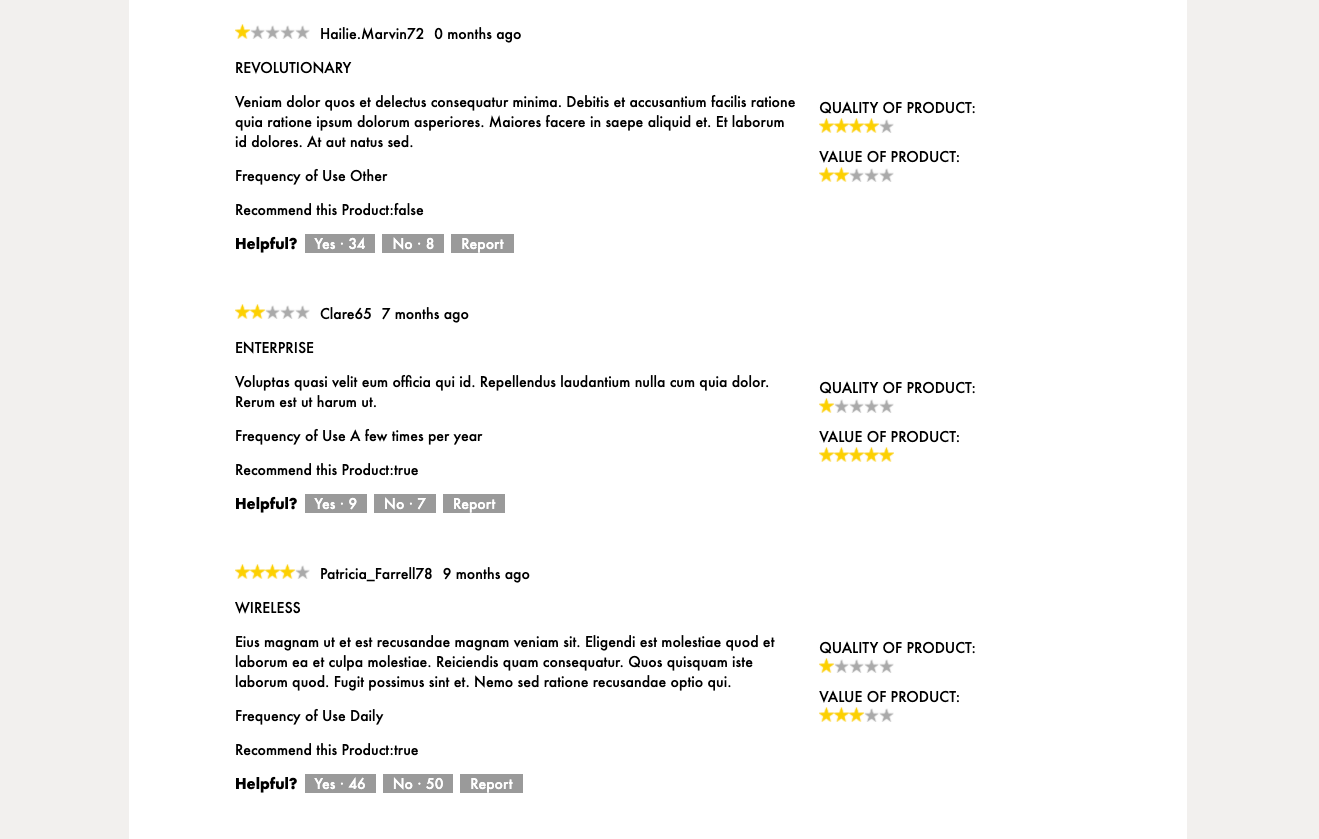 Hailie.Marvin72 0 months ago
REVOLUTIONARY
Veniam dolor quos et delectus consequatur minima. Debitis et accusantium facilis ratione
quia ratione ipsum dolorum asperiores. Maiores facere in saepe aliquid et. Et laborum
id dolores. At aut natus sed.
QUALITY OF PRODUCT:
VALUE OF PRODUCT:
Frequency of Use Other
Recommend this Product:false
Helpful? Yes · 34 No · 8 Report
Clare65 7 months ago
ENTERPRISE
Voluptas quasi velit eum officia qui id. Repellendus laudantium nulla cum quia dolor.
Rerum est ut harum ut.
QUALITY OF PRODUCT:
VALUE OF PRODUCT:
Frequency of Use A few times per year
Recommend this Product:true
Helpful? Yes · 9 No · 7 Report
Patricia_Farrell78 9 months ago
WIRELESS
Eius magnam ut et est recusandae magnam veniam sit. Eligendi est molestiae quod et
laborum ea et culpa molestiae. Reiciendis quam consequatur. Quos quisquam iste
laborum quod. Fugit possimus sint et. Nemo sed ratione recusandae optio qui.
QUALITY OF PRODUCT:
VALUE OF PRODUCT:
Frequency of Use Daily
Recommend this Product:true
Helpful? Yes · 46 No · 50 Report